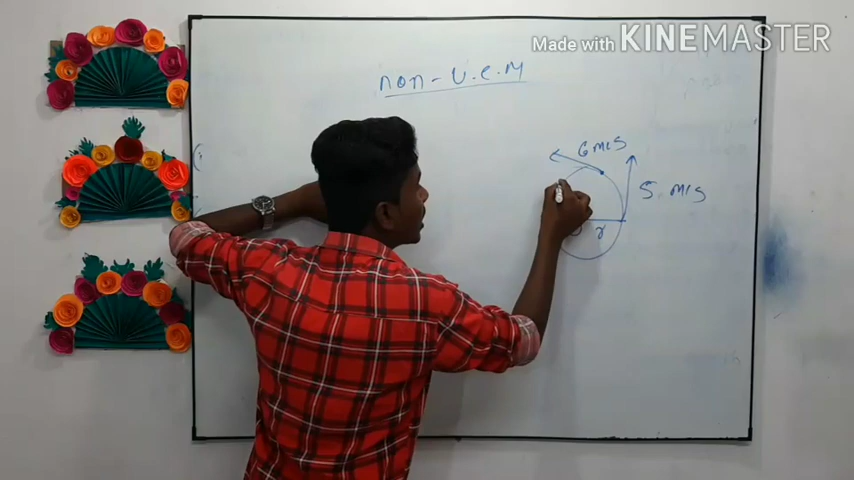 Made with KINEMASTER
non - U.C.M
6 m/s
5 m/s
r